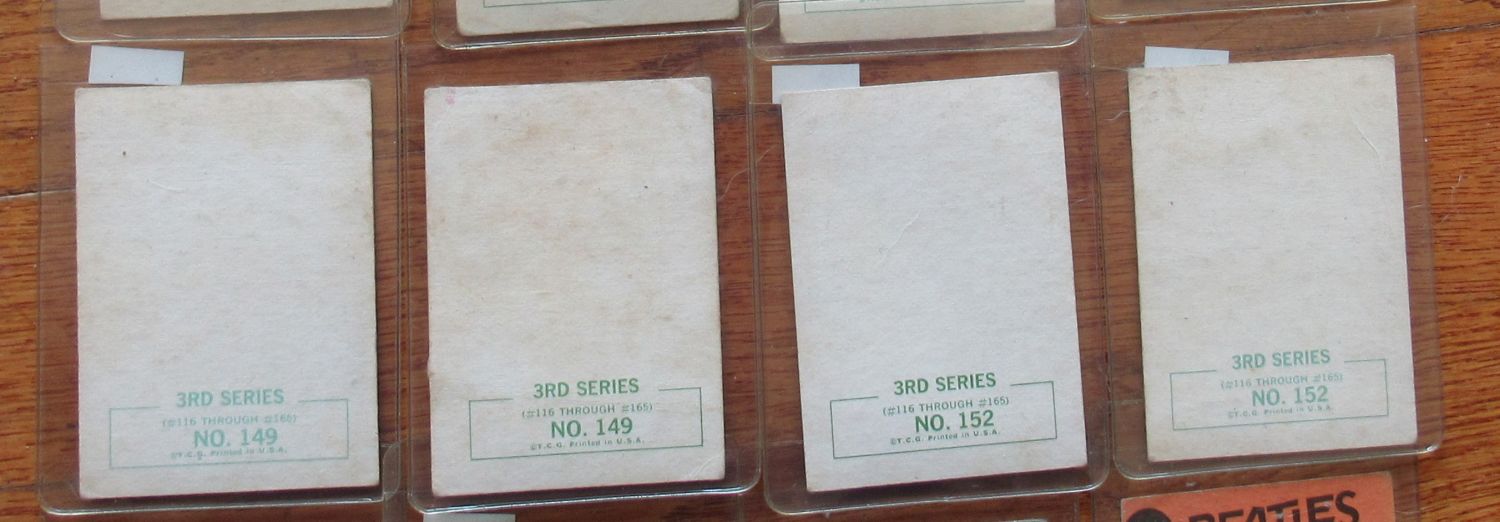 3RD SERIES
(#116 THROUGH #165)
NO. 149
©T.C.G. Printed in U.S.A.
3RD SERIES
(#116 THROUGH #165)
NO. 149
©T.C.G. Printed in U.S.A.
3RD SERIES
(#116 THROUGH #165)
NO. 152
©T.C.G. Printed in U.S.A.
3RD SERIES
(#116 THROUGH #165)
NO. 152
©T.C.G. Printed in U.S.A.
BEATLES